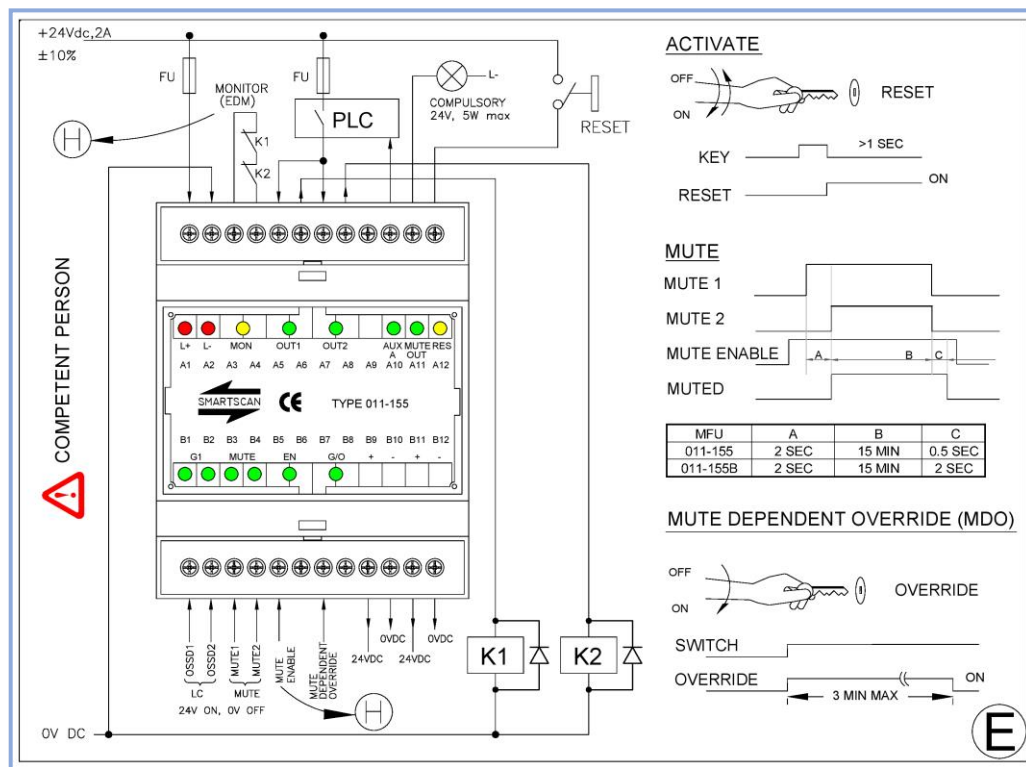 +24Vdc,2A
±10%
FU
MONITOR
(EDM)
H
K1
K2
FU
PLC
L-
COMPULSORY
24V, 5W max
RESET
COMPETENT PERSON
L+ L- MON OUT1 OUT2 AUX A MUTE OUT RES
A1 A2 A3 A4 A5 A6 A7 A8 A9 A10 A11 A12
SMARTSCAN CE TYPE 011-155
B1 B2 B3 B4 B5 B6 B7 B8 B9 B10 B11 B12
G1 MUTE EN G/O + - + -
OSSD1
OSSD2
LC
MUTE1
MUTE2
MUTE
24V ON, 0V OFF
MUTE ENABLE
MUTE
DEPENDENT
OVERRIDE
H
24VDC
0VDC
24VDC
0VDC
K1
K2
0V DC
ACTIVATE
OFF
ON
RESET
KEY >1 SEC
RESET ON
MUTE
MUTE 1
MUTE 2
MUTE ENABLE A B C
MUTED
MFU A B C
011-155 2 SEC 15 MIN 0.5 SEC
011-155B 2 SEC 15 MIN 2 SEC
MUTE DEPENDENT OVERRIDE (MDO)
OFF
ON
OVERRIDE
SWITCH
OVERRIDE ON
3 MIN MAX
E